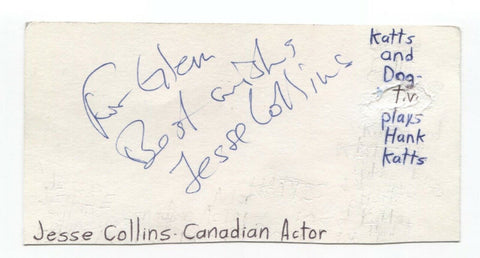 For Glenn
Best wishes
Jesse Collins
Katts
and
Dog-
T.V.
plays
Hank
Katts
Jesse Collins-Canadian Actor